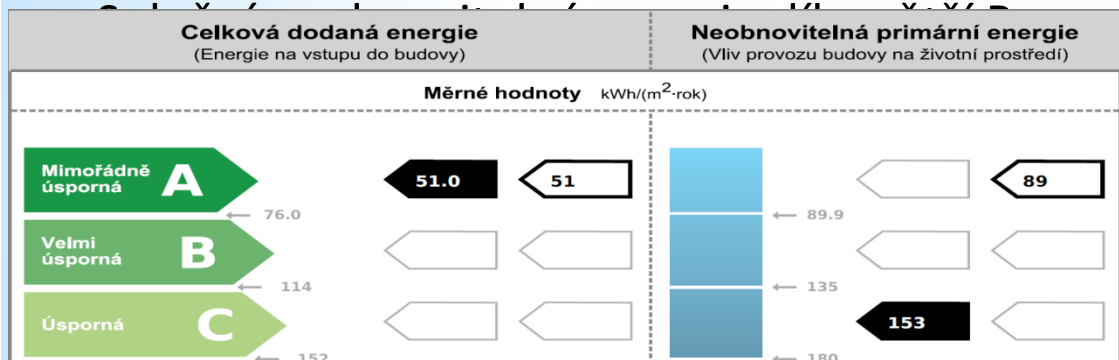 Celková dodaná energie
(Energie na vstupu do budovy)
Neobnovitelná primární energie
(Vliv provozu budovy na životní prostředí)
Měrné hodnoty kWh/(m²·rok)
Mimořádně úsporná A
51.0
51
89
76.0
89.9
Velmi úsporná B
114
135
Úsporná C
153
152
180